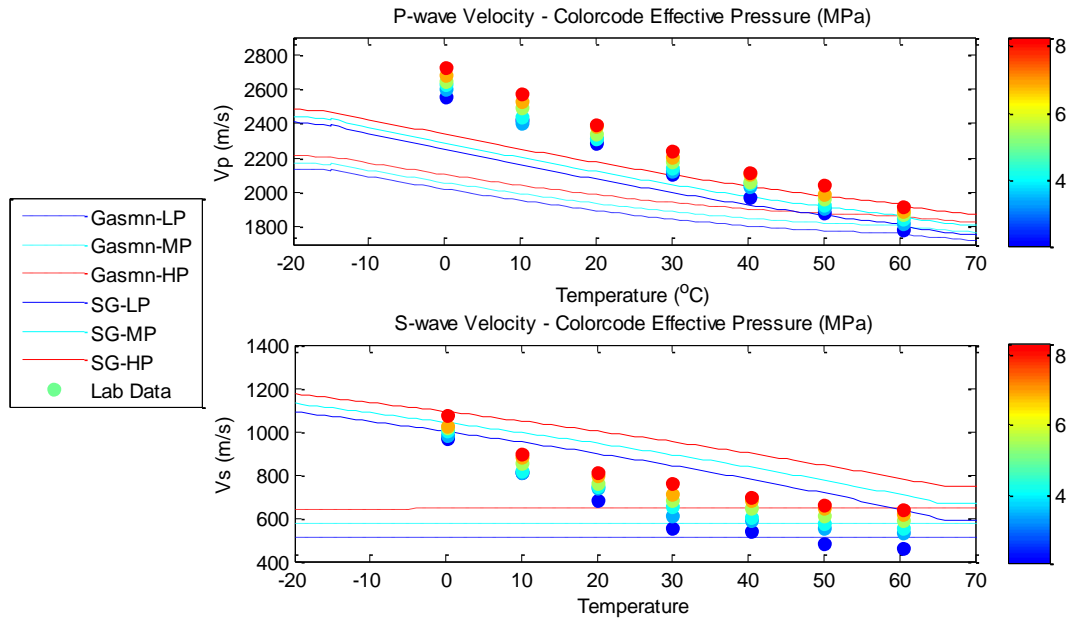 P-wave Velocity - Colorcode Effective Pressure (MPa)
2800
2600
2400
2200
2000
1800
Vp (m/s)
-20 -10 0 10 20 30 40 50 60 70
Temperature (°C)
8
6
4
Gasmn-LP
Gasmn-MP
Gasmn-HP
SG-LP
SG-MP
SG-HP
Lab Data
S-wave Velocity - Colorcode Effective Pressure (MPa)
1400
1200
1000
800
600
400
Vs (m/s)
-20 -10 0 10 20 30 40 50 60 70
Temperature
8
6
4